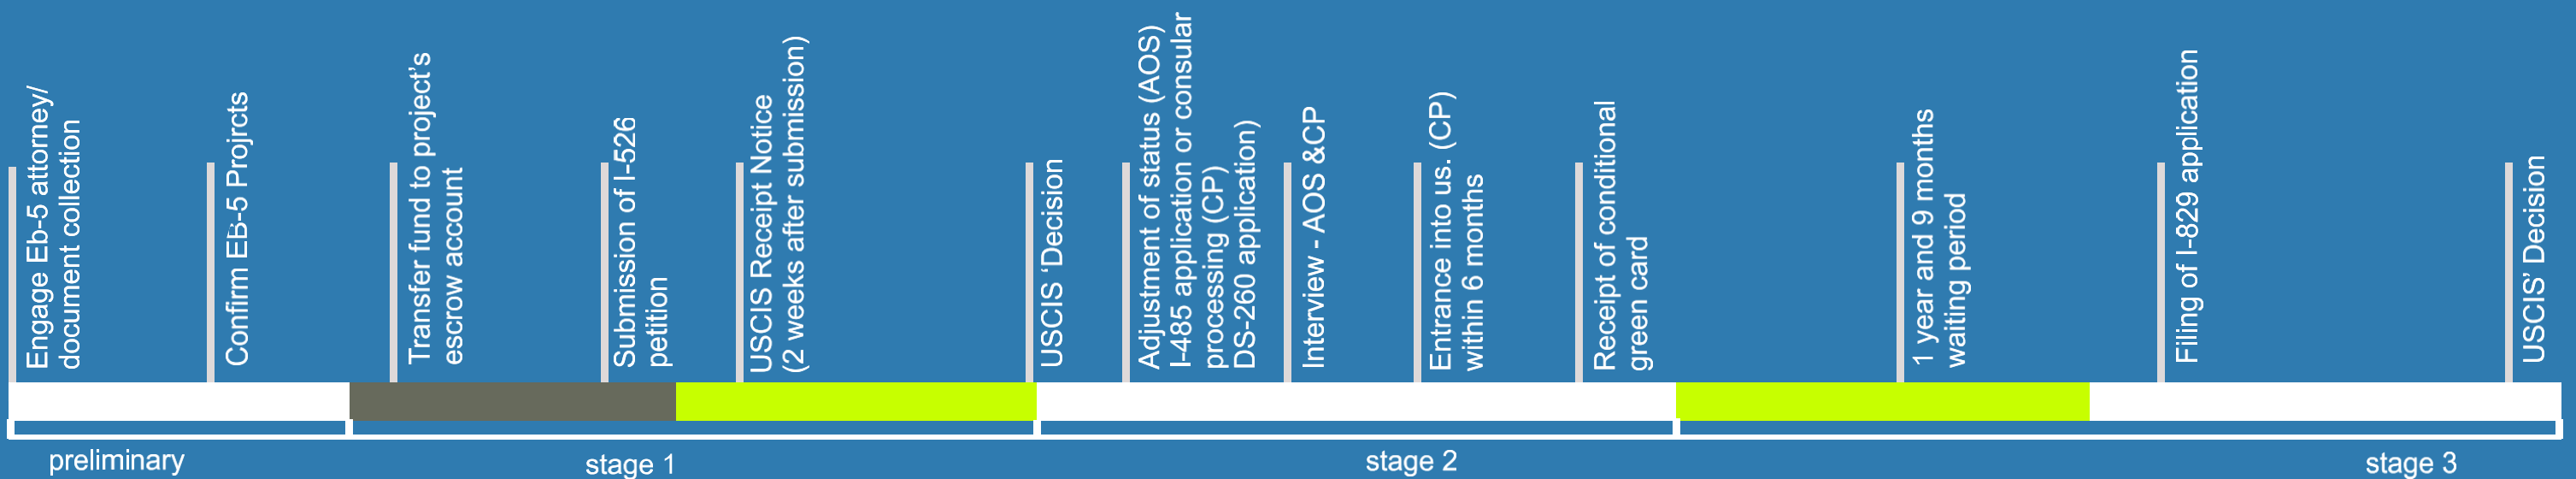 Engage Eb-5 attorney/
document collection
Confirm EB-5 Projrcts
Transfer fund to project's
escrow account
Submission of I-526
petition
USCIS Receipt Notice
(2 weeks after submission)
USCIS ‘Decision
Adjustment of status (AOS)
I-485 application or consular
processing (CP)
DS-260 application)
Interview - AOS &CP
Entrance into us. (CP)
within 6 months
Receipt of conditional
green card
1 year and 9 months
waiting period
Filing of I-829 application
USCIS’ Decision
preliminary
stage 1
stage 2
stage 3